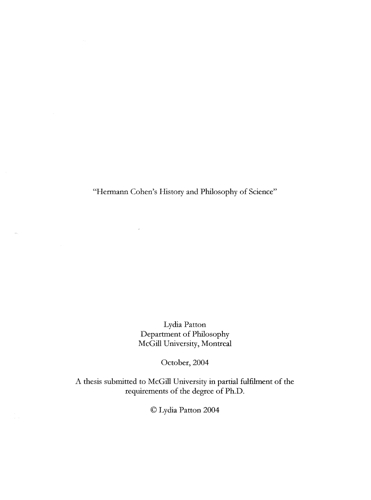 “Hermann Cohen's History and Philosophy of Science”
Lydia Patton
Department of Philosophy
McGill University, Montreal
October, 2004
A thesis submitted to McGill University in partial fulfilment of the
requirements of the degree of Ph.D.
© Lydia Patton 2004